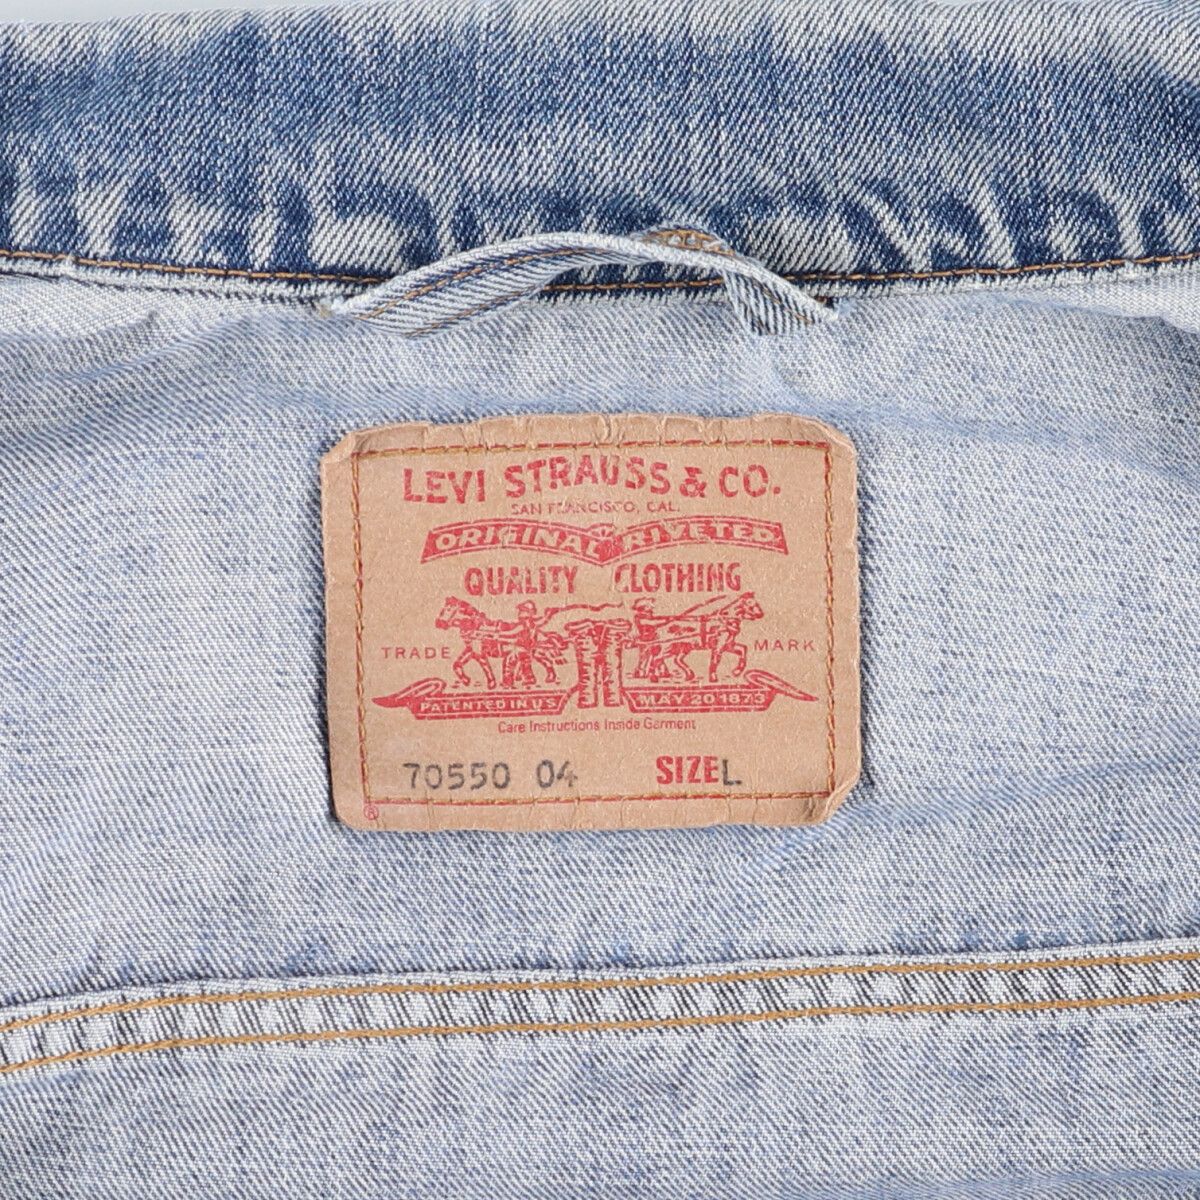 LEVI STRAUSS & CO.
SAN FRANCISCO, CAL.
ORIGINAL RIVETED
QUALITY CLOTHING
TRADE MARK
PATENTED IN U S MAY 20 1873
Care Instructions Inside Garment
70550 04 SIZE L
®